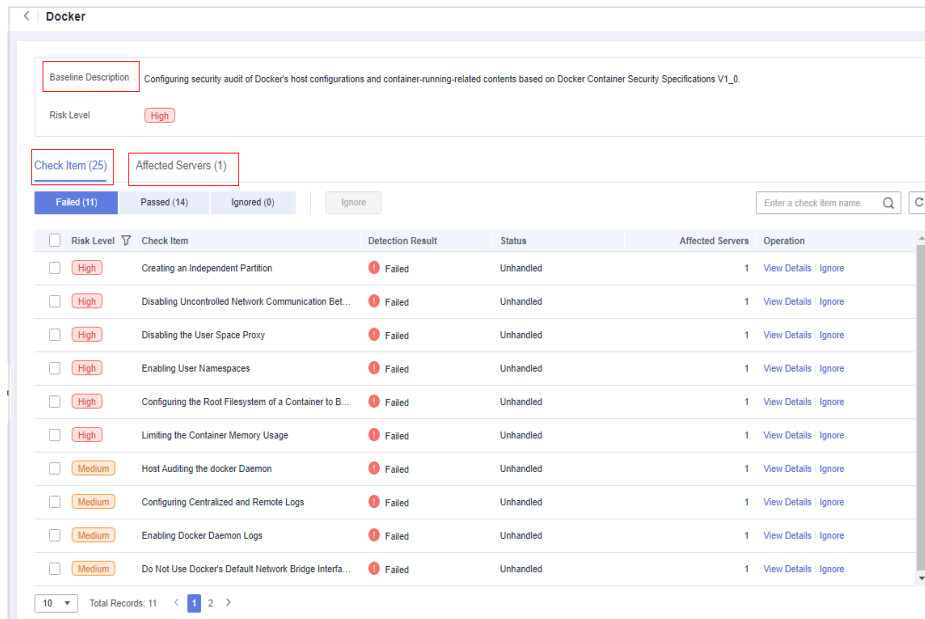 Docker
Baseline Description Configuring security audit of Docker's host configurations and container-running-related contents based on Docker Container Security Specifications V1_0.
Risk Level High
Check Item (25) Affected Servers (1)
Failed (11) Passed (14) Ignored (0) Ignore Enter a check item name.
Risk Level Check Item Detection Result Status Affected Servers Operation
High Creating an Independent Partition Failed Unhandled 1 View Details Ignore
High Disabling Uncontrolled Network Communication Bet... Failed Unhandled 1 View Details Ignore
High Disabling the User Space Proxy Failed Unhandled 1 View Details Ignore
High Enabling User Namespaces Failed Unhandled 1 View Details Ignore
High Configuring the Root Filesystem of a Container to B... Failed Unhandled 1 View Details Ignore
High Limiting the Container Memory Usage Failed Unhandled 1 View Details Ignore
Medium Host Auditing the docker Daemon Failed Unhandled 1 View Details Ignore
Medium Configuring Centralized and Remote Logs Failed Unhandled 1 View Details Ignore
Medium Enabling Docker Daemon Logs Failed Unhandled 1 View Details Ignore
Medium Do Not Use Docker's Default Network Bridge Interfa... Failed Unhandled 1 View Details Ignore
10 Total Records: 11 1 2